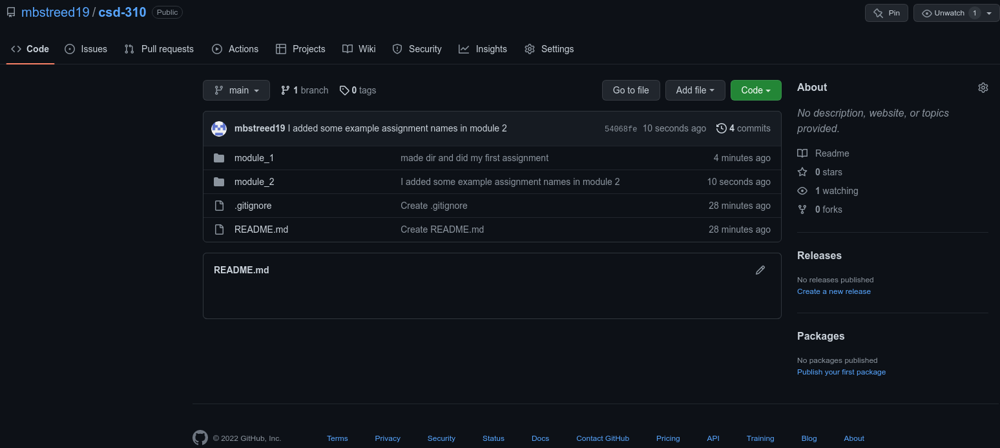 mbstreed19 / csd-310 Public Pin Unwatch 1
Code Issues Pull requests Actions Projects Wiki Security Insights Settings
main 1 branch 0 tags Go to file Add file Code
mbstreed19 I added some example assignment names in module 2 54068fe 10 seconds ago 4 commits
module_1 made dir and did my first assignment 4 minutes ago
module_2 I added some example assignment names in module 2 10 seconds ago
.gitignore Create .gitignore 28 minutes ago
README.md Create README.md 28 minutes ago
README.md
About
No description, website, or topics
provided.
Readme
0 stars
1 watching
0 forks
Releases
No releases published
Create a new release
Packages
No packages published
Publish your first package
© 2022 GitHub, Inc. Terms Privacy Security Status Docs Contact GitHub Pricing API Training Blog About